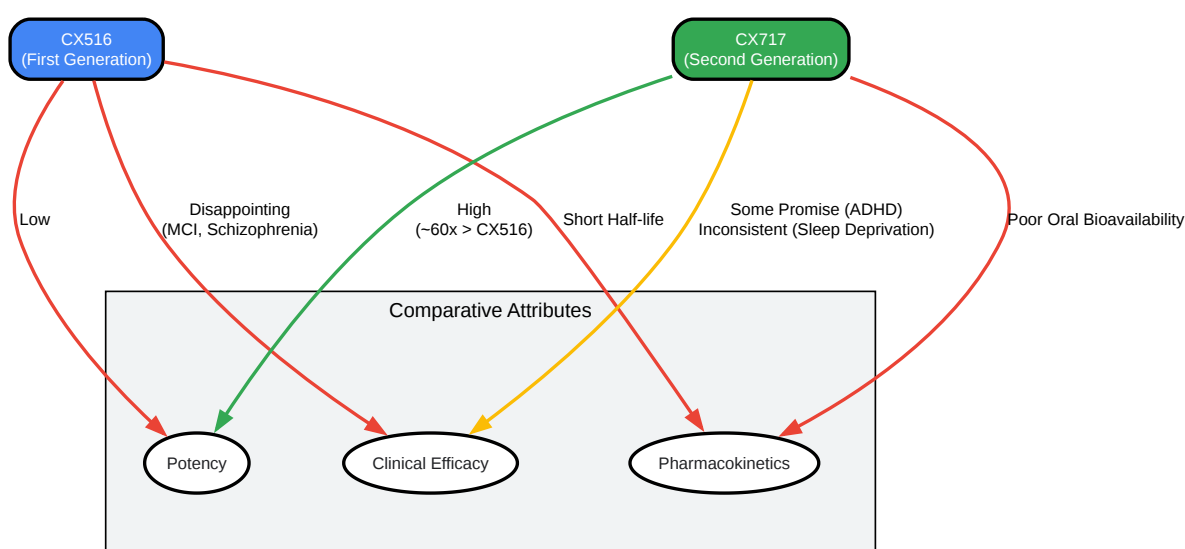 CX516
(First Generation)
CX717
(Second Generation)
Low
Disappointing
(MCI, Schizophrenia)
High
(~60x > CX516)
Short Half-life
Some Promise (ADHD)
Inconsistent (Sleep Deprivation)
Poor Oral Bioavailability
Comparative Attributes
Potency
Clinical Efficacy
Pharmacokinetics